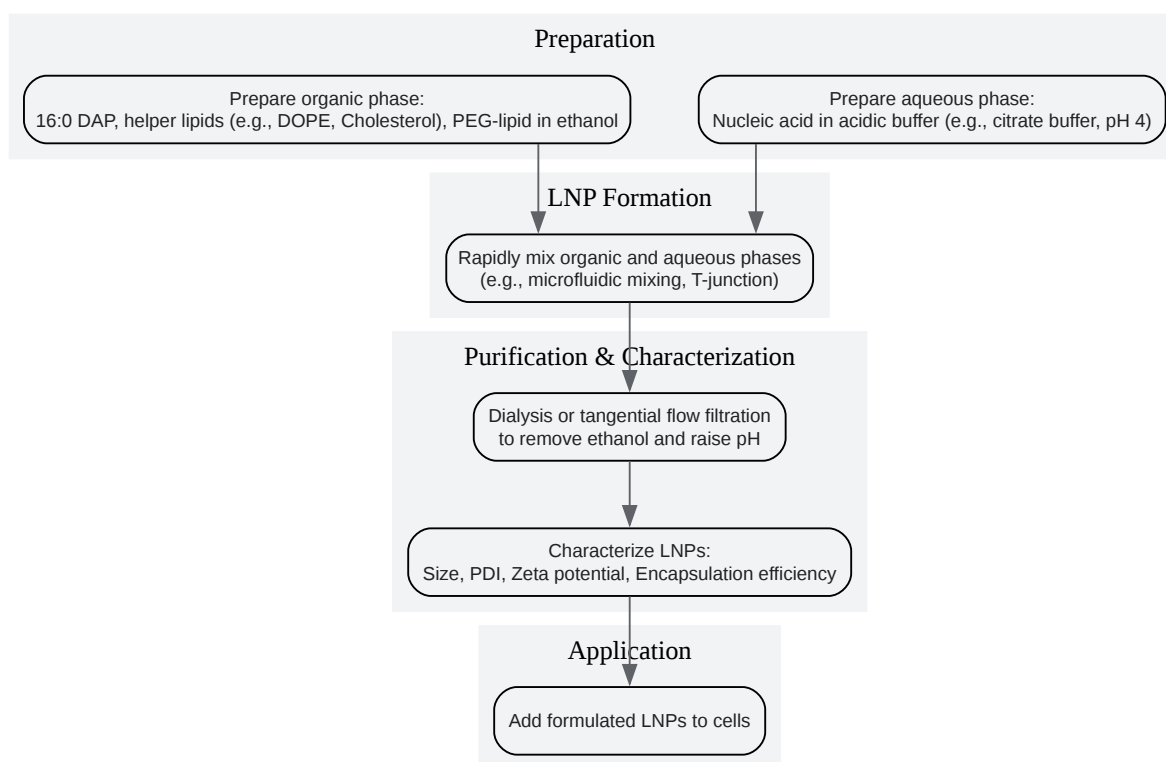 Preparation
Prepare organic phase:
16:0 DAP, helper lipids (e.g., DOPE, Cholesterol), PEG-lipid in ethanol
Prepare aqueous phase:
Nucleic acid in acidic buffer (e.g., citrate buffer, pH 4)
LNP Formation
Rapidly mix organic and aqueous phases
(e.g., microfluidic mixing, T-junction)
Purification & Characterization
Dialysis or tangential flow filtration
to remove ethanol and raise pH
Characterize LNPs:
Size, PDI, Zeta potential, Encapsulation efficiency
Application
Add formulated LNPs to cells